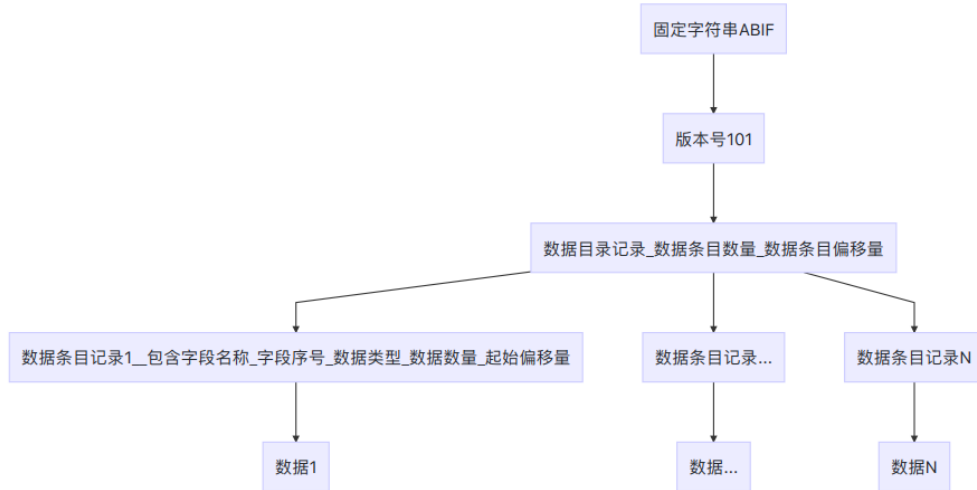 固定字符串ABIF
版本号101
数据目录记录_数据条目数量_数据条目偏移量
数据条目记录1__包含字段名称_字段序号_数据类型_数据数量_起始偏移量
数据条目记录...
数据条目记录N
数据1
数据...
数据N